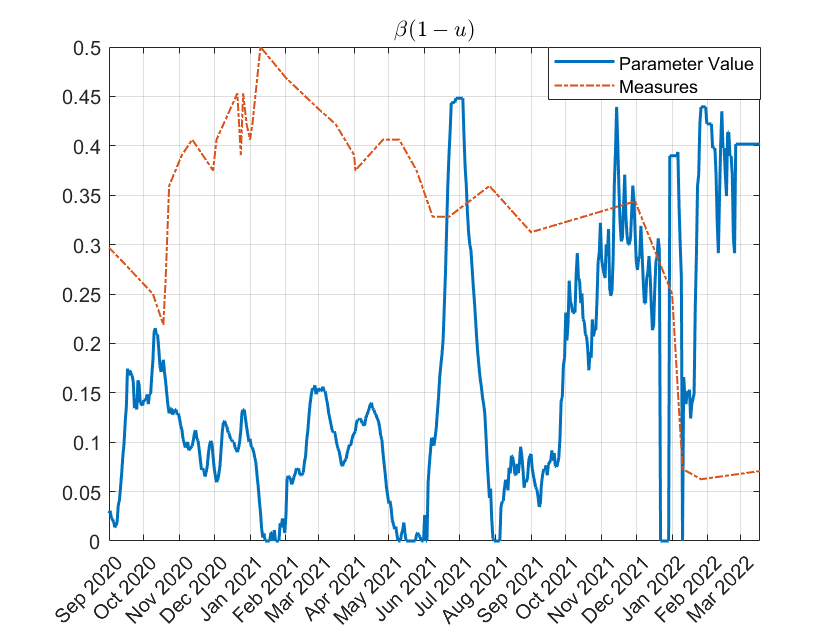 β(1 − u)
Parameter Value
Measures
0.5
0.45
0.4
0.35
0.3
0.25
0.2
0.15
0.1
0.05
0
Sep 2020
Oct 2020
Nov 2020
Dec 2020
Jan 2021
Feb 2021
Mar 2021
Apr 2021
May 2021
Jun 2021
Jul 2021
Aug 2021
Sep 2021
Oct 2021
Nov 2021
Dec 2021
Jan 2022
Feb 2022
Mar 2022